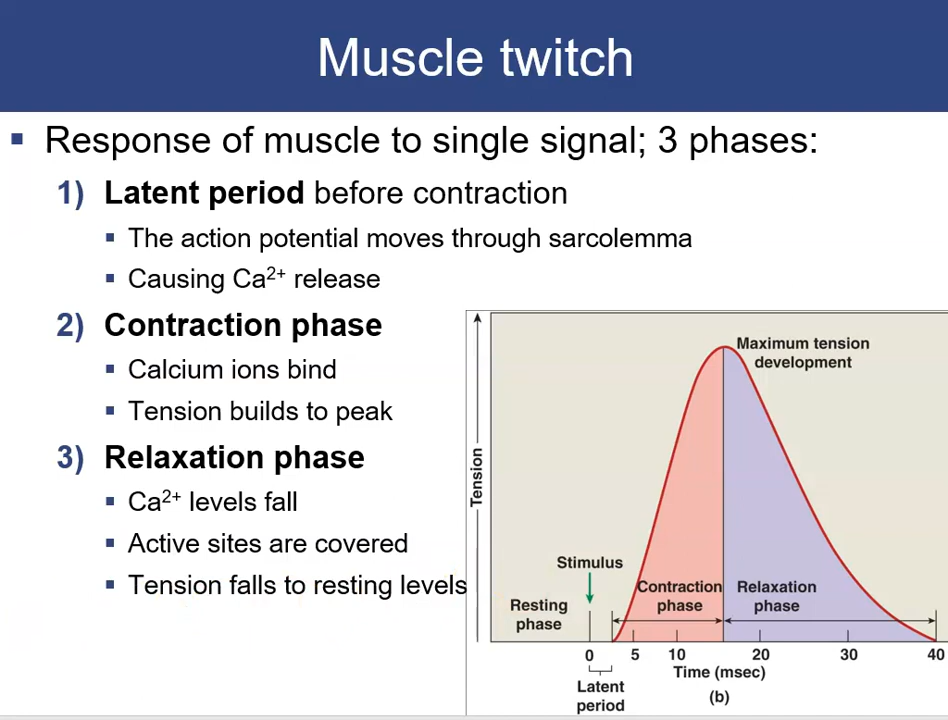 Muscle twitch
▪ Response of muscle to single signal; 3 phases:
1) Latent period before contraction
▪ The action potential moves through sarcolemma
▪ Causing Ca²⁺ release
2) Contraction phase
▪ Calcium ions bind
▪ Tension builds to peak
3) Relaxation phase
▪ Ca²⁺ levels fall
▪ Active sites are covered
▪ Tension falls to resting levels
Maximum tension
development
Tension
Stimulus
Resting
phase
Contraction
phase
Relaxation
phase
0 5 10 20 30 40
Time (msec)
Latent
period
(b)